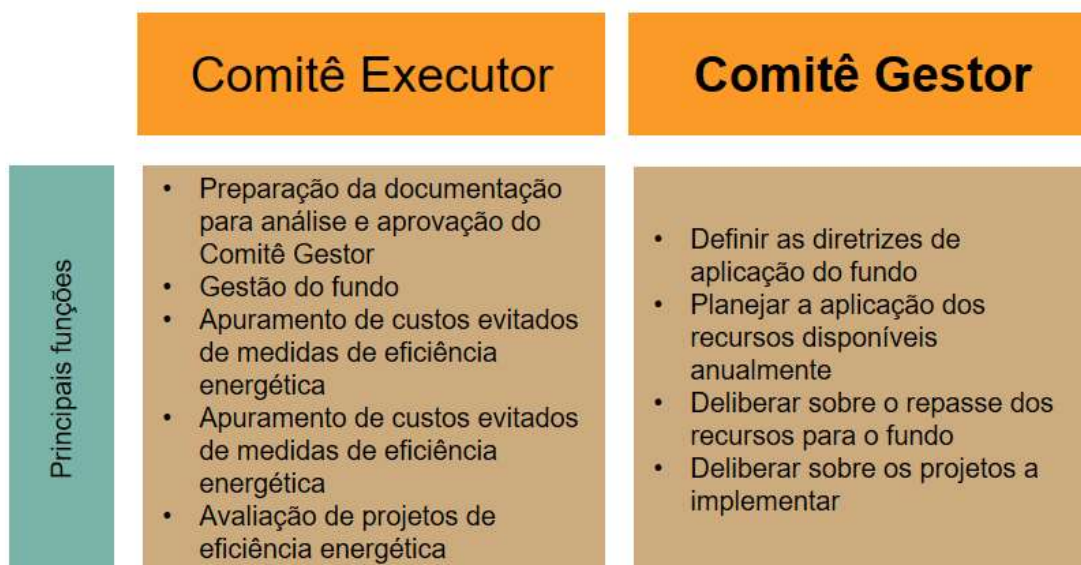 Comitê Executor
Comitê Gestor
Principais funções
• Preparação da documentação
para análise e aprovação do
Comitê Gestor
• Gestão do fundo
• Apuramento de custos evitados
de medidas de eficiência
energética
• Apuramento de custos evitados
de medidas de eficiência
energética
• Avaliação de projetos de
eficiência energética
• Definir as diretrizes de
aplicação do fundo
• Planejar a aplicação dos
recursos disponíveis
anualmente
• Deliberar sobre o repasse dos
recursos para o fundo
• Deliberar sobre os projetos a
implementar